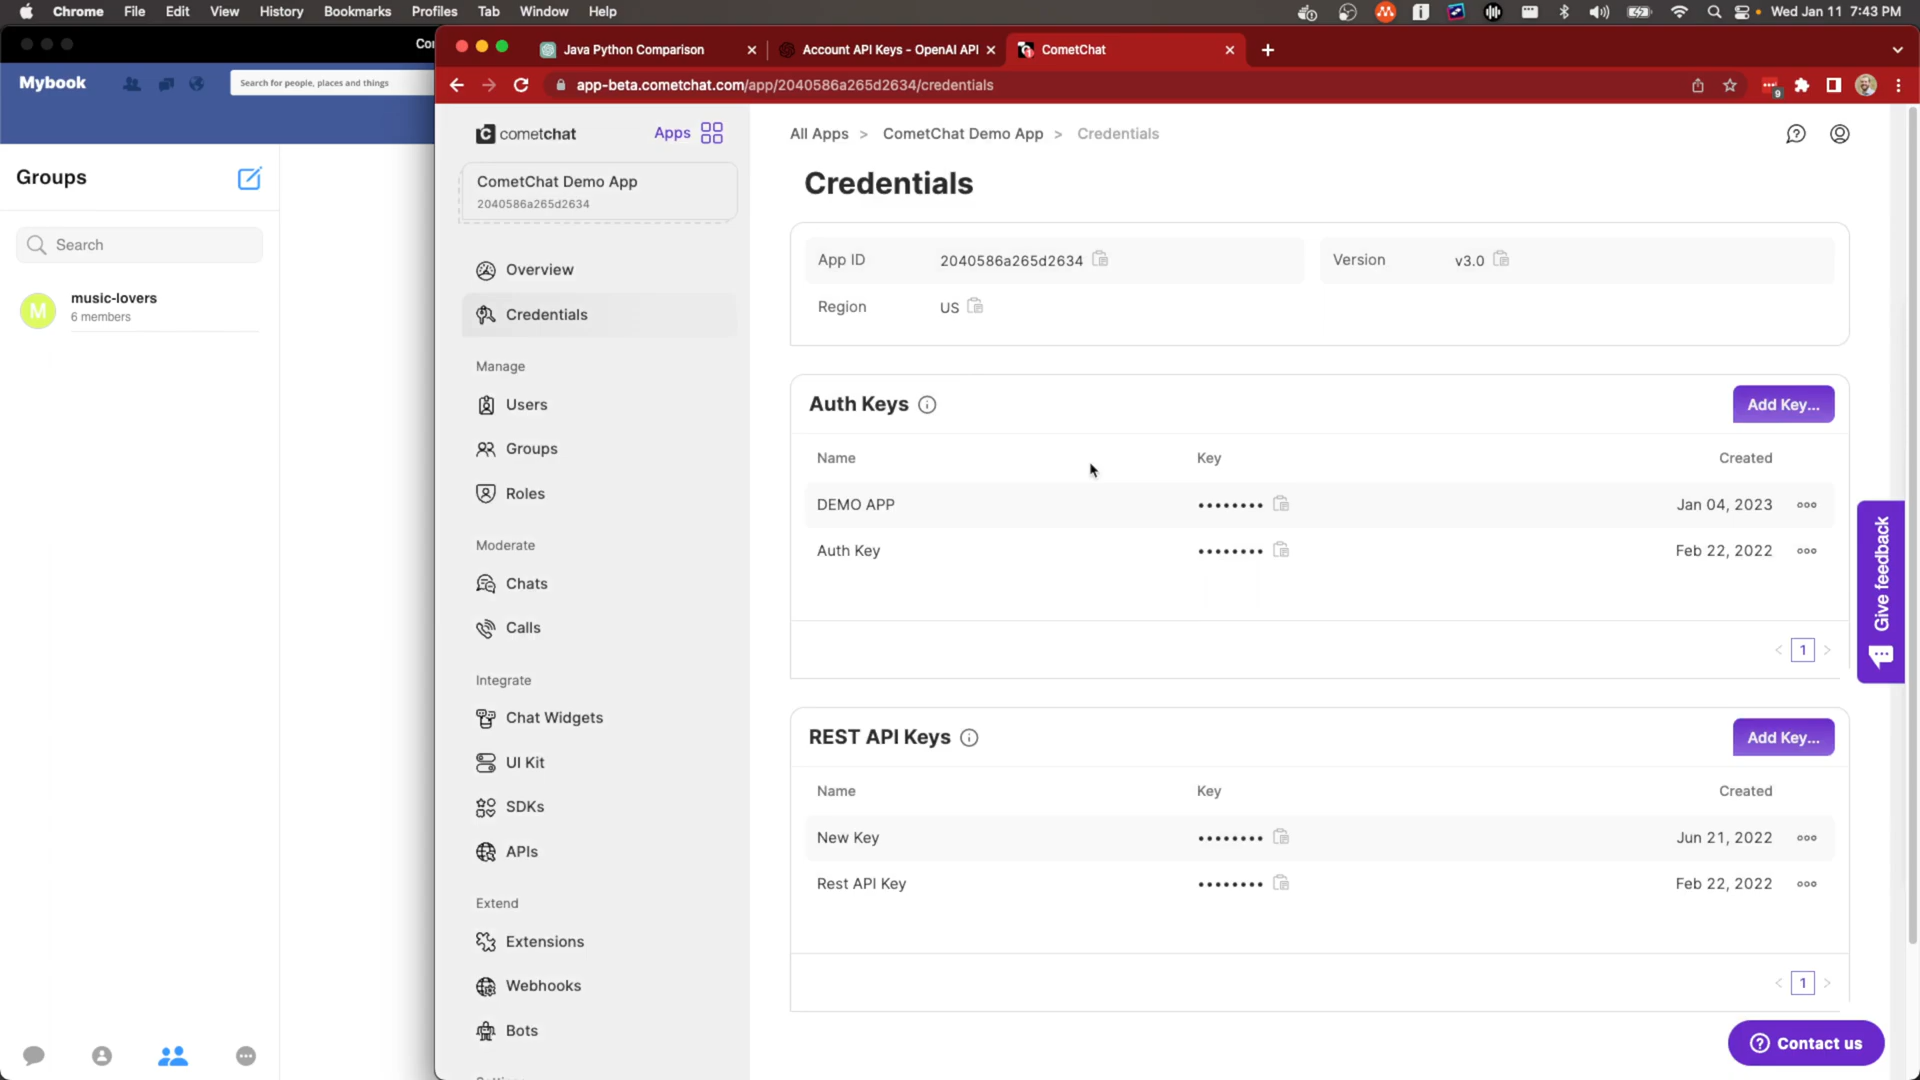 Chrome File Edit View History Bookmarks Profiles Tab Window Help
Wed Jan 11 7:43 PM
Java Python Comparison
Account API Keys - OpenAI API
CometChat
app-beta.cometchat.com/app/2040586a265d2634/credentials
9
Mybook
Search for people, places and things
Groups
Search
M
music-lovers
6 members
cometchat
Apps
CometChat Demo App
2040586a265d2634
Overview
Credentials
Manage
Users
Groups
Roles
Moderate
Chats
Calls
Integrate
Chat Widgets
UI Kit
SDKs
APIs
Extend
Extensions
Webhooks
Bots
All Apps > CometChat Demo App > Credentials
Credentials
App ID 2040586a265d2634
Version v3.0
Region US
Auth Keys
Add Key...
Name Key Created
DEMO APP •••••••• Jan 04, 2023
Auth Key •••••••• Feb 22, 2022
< 1 >
REST API Keys
Add Key...
Name Key Created
New Key •••••••• Jun 21, 2022
Rest API Key •••••••• Feb 22, 2022
< 1 >
Give feedback
Contact us